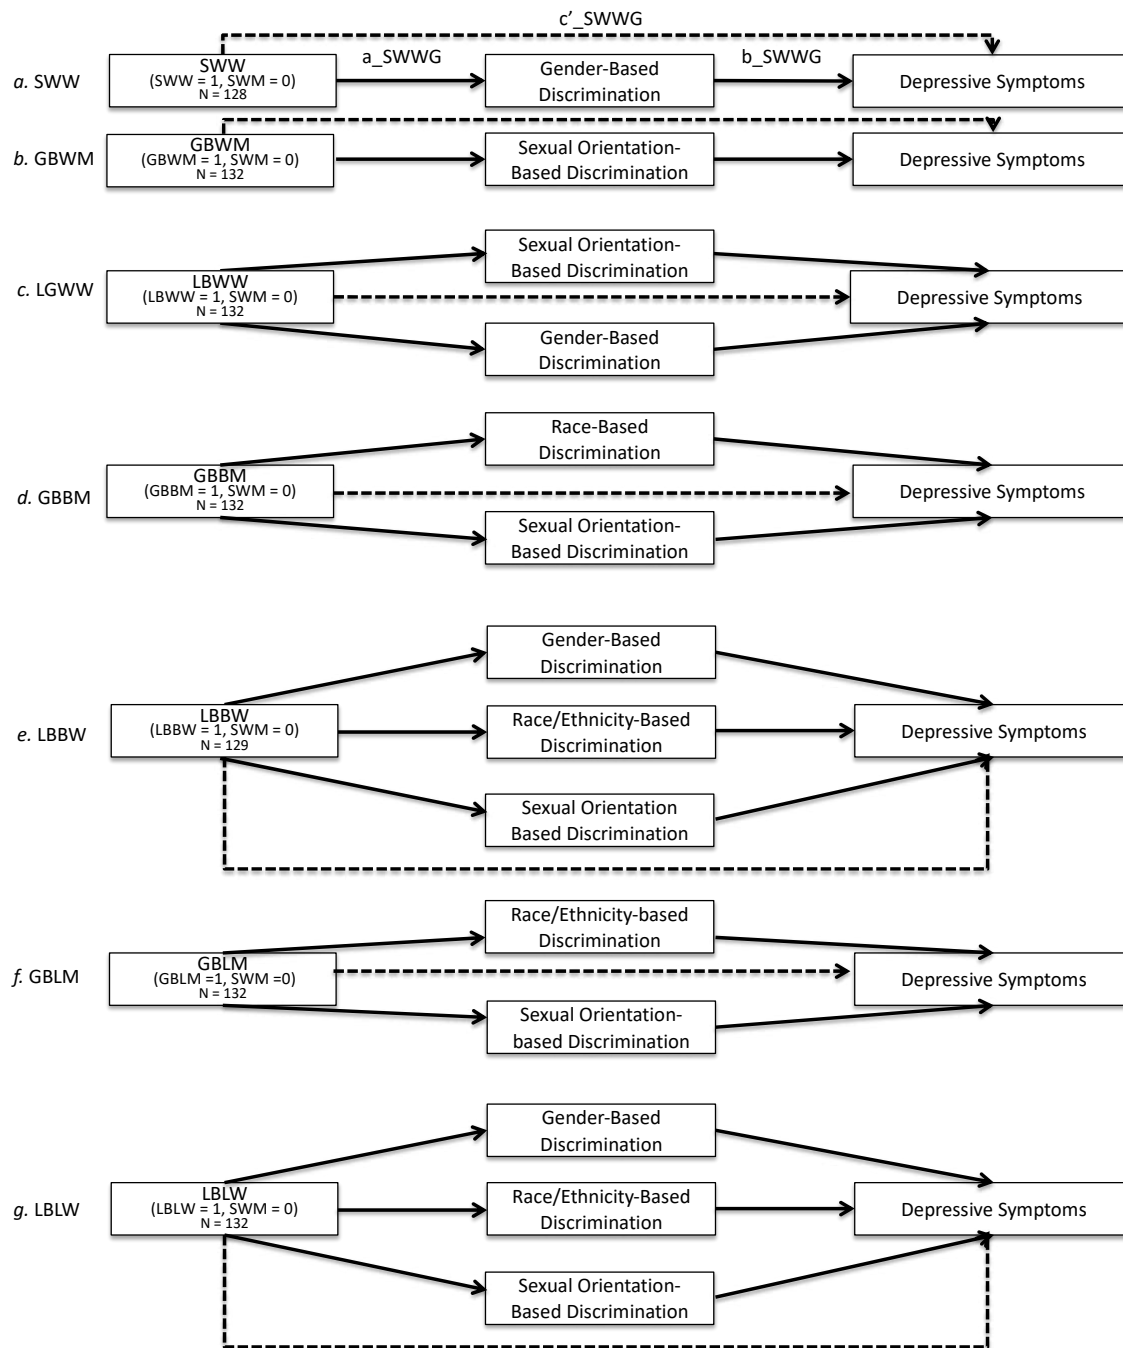 c'_SWWG
a_SWWG
b_SWWG
a. SWW
SWW
(SWW = 1, SWM = 0)
N = 128
Gender-Based
Discrimination
Depressive Symptoms
b. GBWM
GBWM
(GBWM = 1, SWM = 0)
N = 132
Sexual Orientation-
Based Discrimination
Depressive Symptoms
c. LGWW
LBWW
(LBWW = 1, SWM = 0)
N = 132
Sexual Orientation-
Based Discrimination
Gender-Based
Discrimination
Depressive Symptoms
d. GBBM
GBBM
(GBBM = 1, SWM = 0)
N = 132
Race-Based
Discrimination
Sexual Orientation-
Based Discrimination
Depressive Symptoms
e. LBBW
LBBW
(LBBW = 1, SWM = 0)
N = 129
Gender-Based
Discrimination
Race/Ethnicity-Based
Discrimination
Sexual Orientation
Based Discrimination
Depressive Symptoms
f. GBLM
GBLM
(GBLM =1, SWM =0)
N = 132
Race/Ethnicity-based
Discrimination
Sexual Orientation-
based Discrimination
Depressive Symptoms
g. LBLW
LBLW
(LBLW = 1, SWM = 0)
N = 132
Gender-Based
Discrimination
Race/Ethnicity-Based
Discrimination
Sexual Orientation-
Based Discrimination
Depressive Symptoms